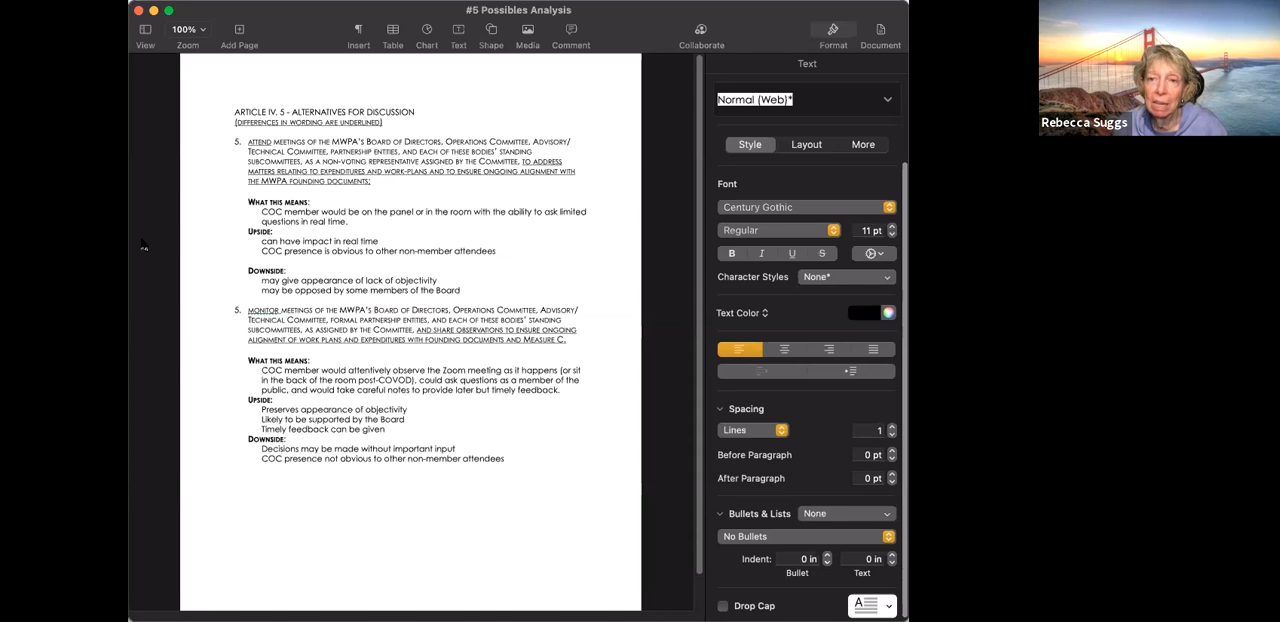 #5 Possibles Analysis
100%
View Zoom Add Page Insert Table Chart Text Shape Media Comment Collaborate Format Document
Text
ARTICLE IV. 5 - ALTERNATIVES FOR DISCUSSION
(DIFFERENCES IN WORDING ARE UNDERLINED)
5. ATTEND MEETINGS OF THE MWPA'S BOARD OF DIRECTORS, OPERATIONS COMMITTEE, ADVISORY/
TECHNICAL COMMITTEE, PARTNERSHIP ENTITIES, AND EACH OF THESE BODIES' STANDING
SUBCOMMITTEES, AS A NON-VOTING REPRESENTATIVE ASSIGNED BY THE COMMITTEE, TO ADDRESS
MATTERS RELATING TO EXPENDITURES AND WORK-PLANS AND TO ENSURE ONGOING ALIGNMENT WITH
THE MWPA FOUNDING DOCUMENTS;
WHAT THIS MEANS:
COC member would be on the panel or in the room with the ability to ask limited
questions in real time.
UPSIDE:
can have impact in real time
COC presence is obvious to other non-member attendees
DOWNSIDE:
may give appearance of lack of objectivity
may be opposed by some members of the Board
5. MONITOR MEETINGS OF THE MWPA'S BOARD OF DIRECTORS, OPERATIONS COMMITTEE, ADVISORY/
TECHNICAL COMMITTEE, FORMAL PARTNERSHIP ENTITIES, AND EACH OF THESE BODIES' STANDING
SUBCOMMITTEES, AS ASSIGNED BY THE COMMITTEE, AND SHARE OBSERVATIONS TO ENSURE ONGOING
ALIGNMENT OF WORK PLANS AND EXPENDITURES WITH FOUNDING DOCUMENTS AND MEASURE C.
WHAT THIS MEANS:
COC member would attentively observe the Zoom meeting as it happens (or sit
in the back of the room post-COVOD), could ask questions as a member of the
public, and would take careful notes to provide later but timely feedback.
UPSIDE:
Preserves appearance of objectivity
Likely to be supported by the Board
Timely feedback can be given
DOWNSIDE:
Decisions may be made without important input
COC presence not obvious to other non-member attendees
Normal (Web)*
Style Layout More
Font
Century Gothic
Regular 11 pt
B I U S
Character Styles None*
Text Color
Spacing
Lines 1
Before Paragraph 0 pt
After Paragraph 0 pt
Bullets & Lists None
No Bullets
Indent: 0 in 0 in
Bullet Text
Drop Cap A
Rebecca Suggs